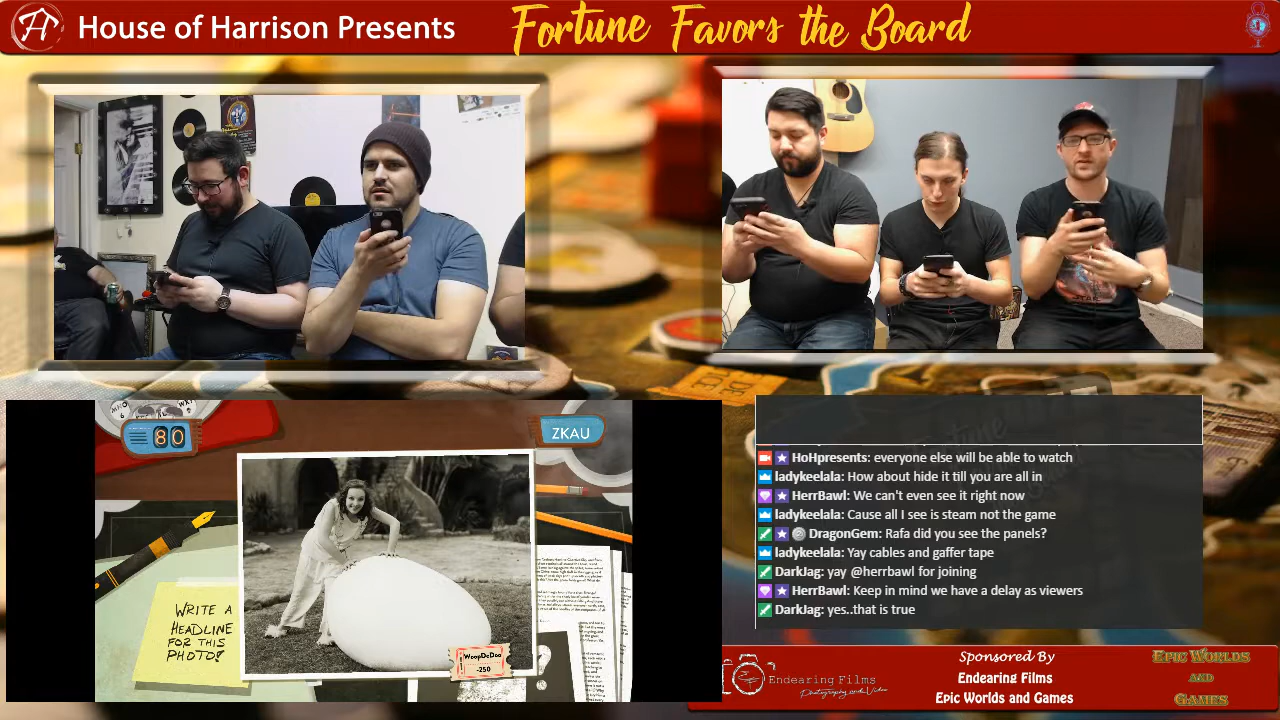 House of Harrison Presents
Fortune Favors the Board
80
ZKAU
WRITE A
HEADLINE
FOR THIS
PHOTO!
WoopDeDoo
-250
HoHpresents: everyone else will be able to watch
ladykeelala: How about hide it till you are all in
HerrBawl: We can't even see it right now
ladykeelala: Cause all I see is steam not the game
DragonGem: Rafa did you see the panels?
ladykeelala: Yay cables and gaffer tape
DarkJag: yay @herrbawl for joining
HerrBawl: Keep in mind we have a delay as viewers
DarkJag: yes..that is true
Endearing Films
Photography and Video
Sponsored By
Endearing Films
Epic Worlds and Games
Epic Worlds
and
Games